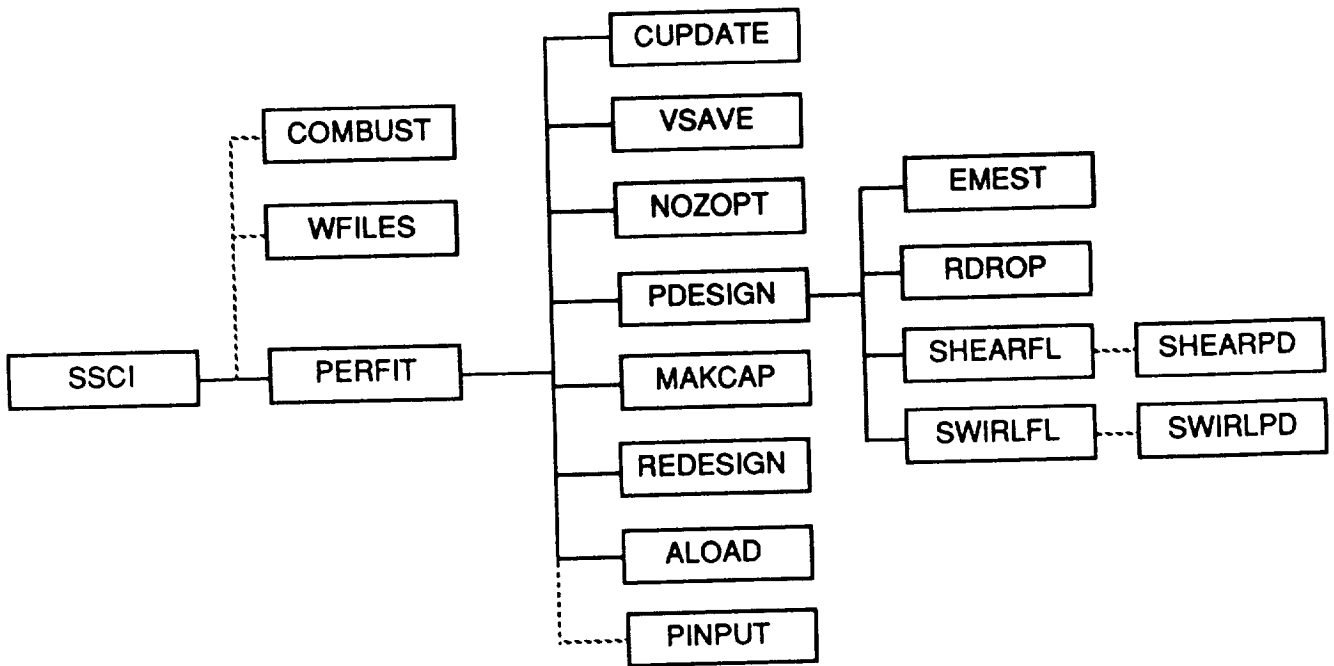 CUPDATE
COMBUST
VSAVE
EMEST
WFILES
NOZOPT
RDROP
PDESIGN
SSCI
PERFIT
MAKCAP
SHEARFL
SHEARPD
REDESIGN
SWIRLFL
SWIRLPD
ALOAD
PINPUT